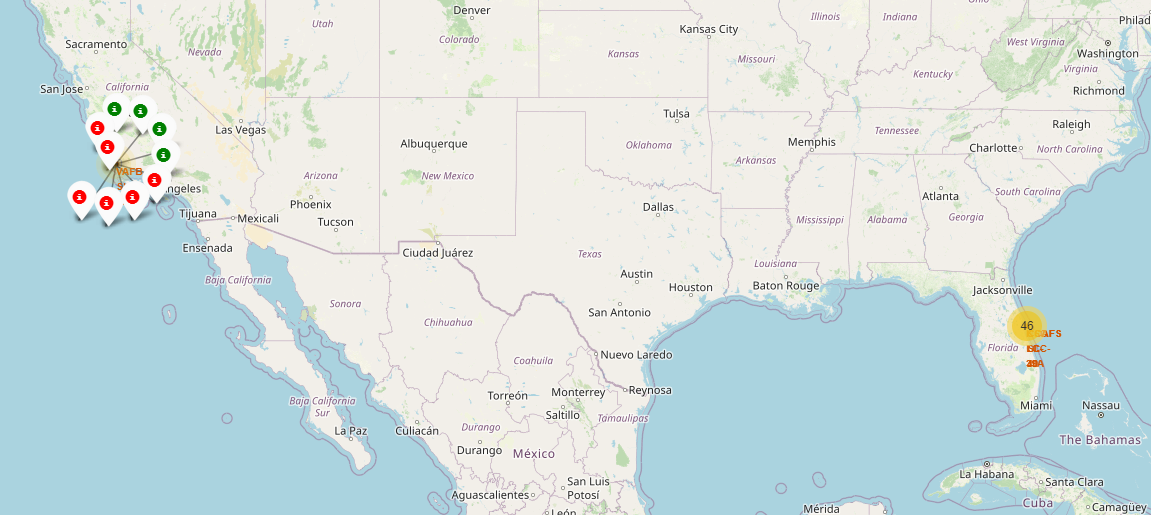 Denver
Utah
Colorado
Kansas City
Kansas
Illinois
Indiana
Ohio
Philad
Sacramento
Nevada
Missouri
West Virginia
Washington
San Jose
California
Kentucky
Virginia
Richmond
Las Vegas
Tulsa
Raleigh
Albuquerque
Oklahoma
Arkansas
Memphis
Tennessee
Charlotte
North Carolina
VAFB
Arizona
New Mexico
South Carolina
ngeles
Phoenix
Dallas
Atlanta
Tijuana
Mexicali
Tucson
Mississippi
Alabama
Georgia
Ensenada
Ciudad Juárez
Texas
Louisiana
Baja California
Austin
Houston
Baton Rouge
Jacksonville
Sonora
Chihuahua
San Antonio
46
AFS
Florida
Coahuila
Nuevo Laredo
Baja California
Sur
Torreón
Monterrey
Reynosa
Saltillo
Tamaulipas
Miami
Nassau
La Paz
Culiacán
Durango
Durango
México
The Bahamas
La Habana
San Luis
Potosí
Santa Clara
Aguascalientes
León
Mérida
Cuba
Camagüey